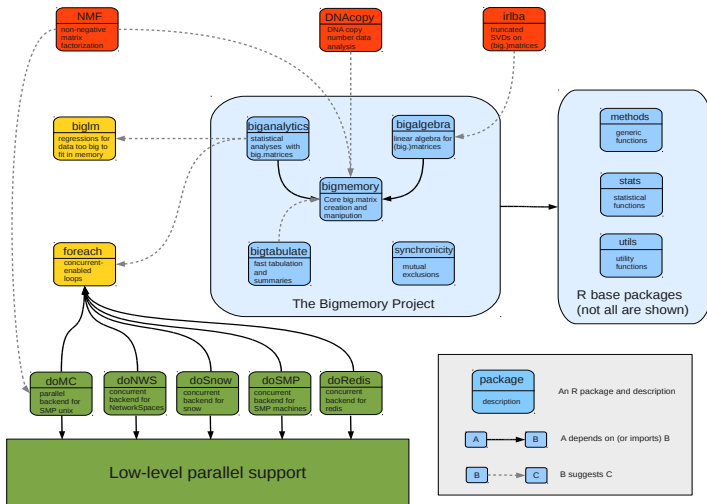 NMF
non-negative
matrix
factorization
DNAcopy
DNA copy
number data
analysis
irlba
truncated
SVDs on
(big.)matrices
biglm
regressions for
data too big to
fit in memory
biganalytics
statistical
analyses with
big.matrices
bigalgebra
linear algebra for
(big.)matrices
bigmemory
Core big.matrix
creation and
manipution
bigtabulate
fast tabulation
and
summaries
synchronicity
mutual
exclusions
The Bigmemory Project
methods
generic
functions
stats
statistical
functions
utils
utility
functions
R base packages
(not all are shown)
foreach
concurrent-
enabled
loops
doMC
parallel
backend for
SMP unix
doNWS
concurrent
backend for
NetworkSpaces
doSnow
concurrent
backend for
snow
doSMP
concurrent
backend for
SMP machines
doRedis
concurrent
backend for
redis
Low-level parallel support
package
description
An R package and description
A
B
A depends on (or imports) B
B
C
B suggests C